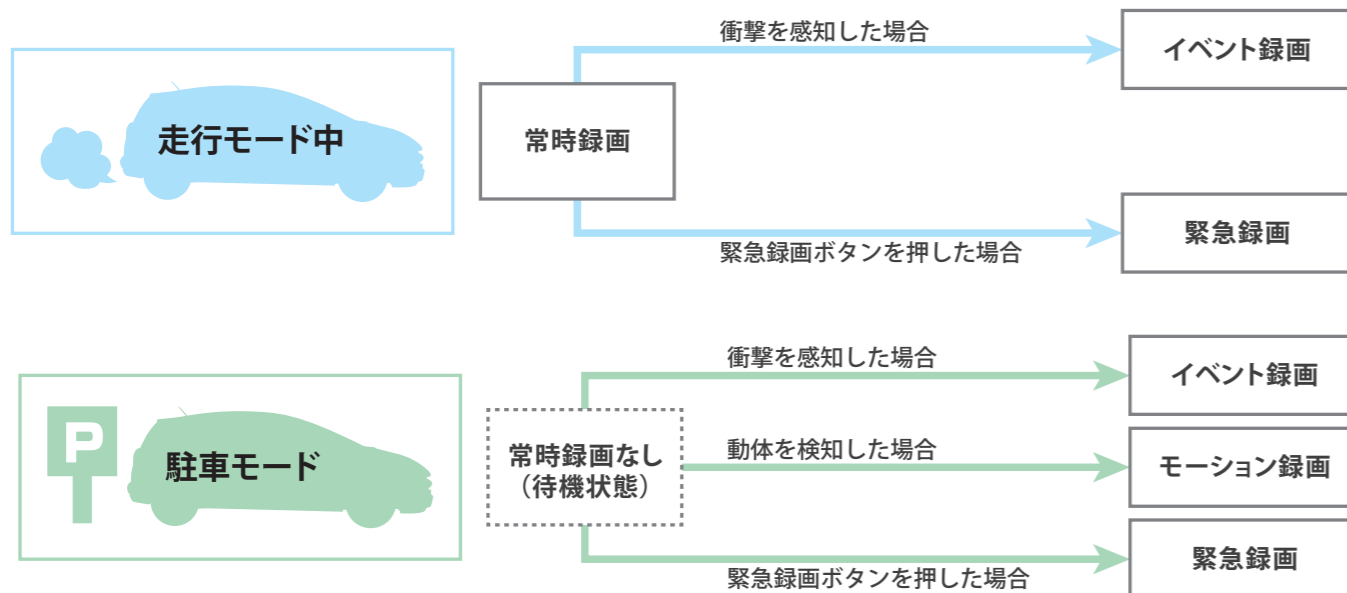 衝撃を感知した場合
イベント録画
走行モード中
常時録画
緊急録画
緊急録画ボタンを押した場合
衝撃を感知した場合
イベント録画
P
駐車モード
常時録画なし
（待機状態）
動体を検知した場合
モーション録画
緊急録画
緊急録画ボタンを押した場合